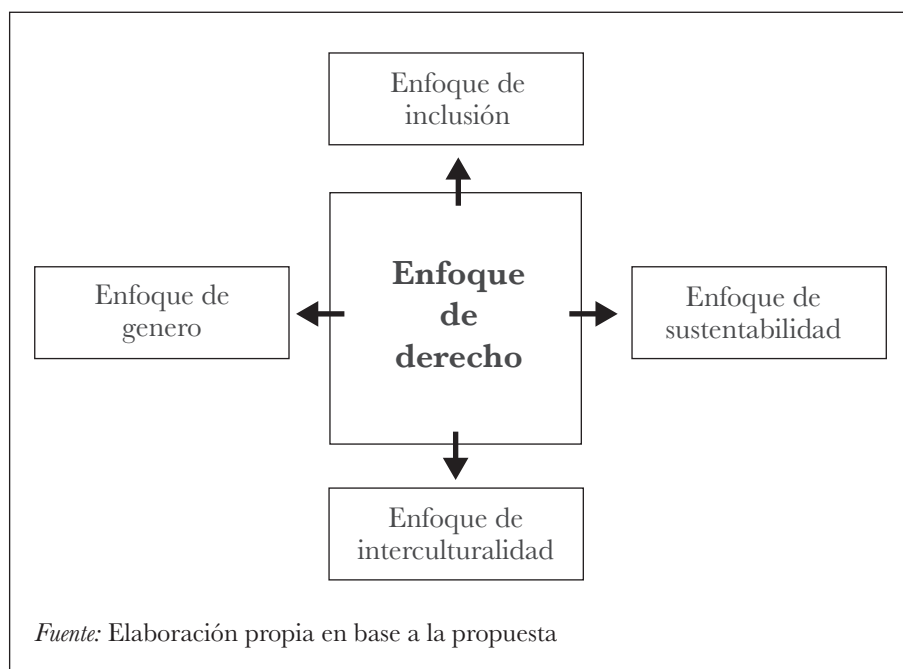 Enfoque de
inclusión
Enfoque de
genero
Enfoque
de
derecho
Enfoque de
sustentabilidad
Enfoque de
interculturalidad
Fuente: Elaboración propia en base a la propuesta